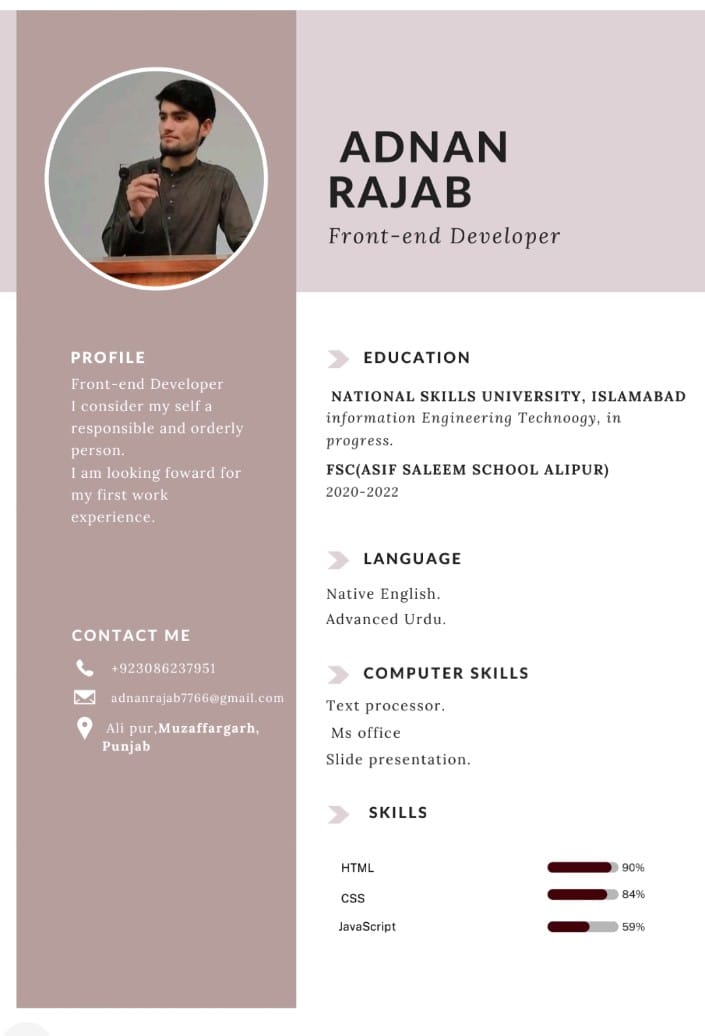 ADNAN
RAJAB
Front-end Developer
PROFILE
Front-end Developer
I consider my self a
responsible and orderly
person.
I am looking foward for
my first work
experience.
CONTACT ME
+923086237951
adnanrajab7766@gmail.com
Ali pur,Muzaffargarh,
Punjab
EDUCATION
NATIONAL SKILLS UNIVERSITY, ISLAMABAD
information Engineering Technoogy, in
progress.
FSC(ASIF SALEEM SCHOOL ALIPUR)
2020-2022
LANGUAGE
Native English.
Advanced Urdu.
COMPUTER SKILLS
Text processor.
Ms office
Slide presentation.
SKILLS
HTML 90%
CSS 84%
JavaScript 59%